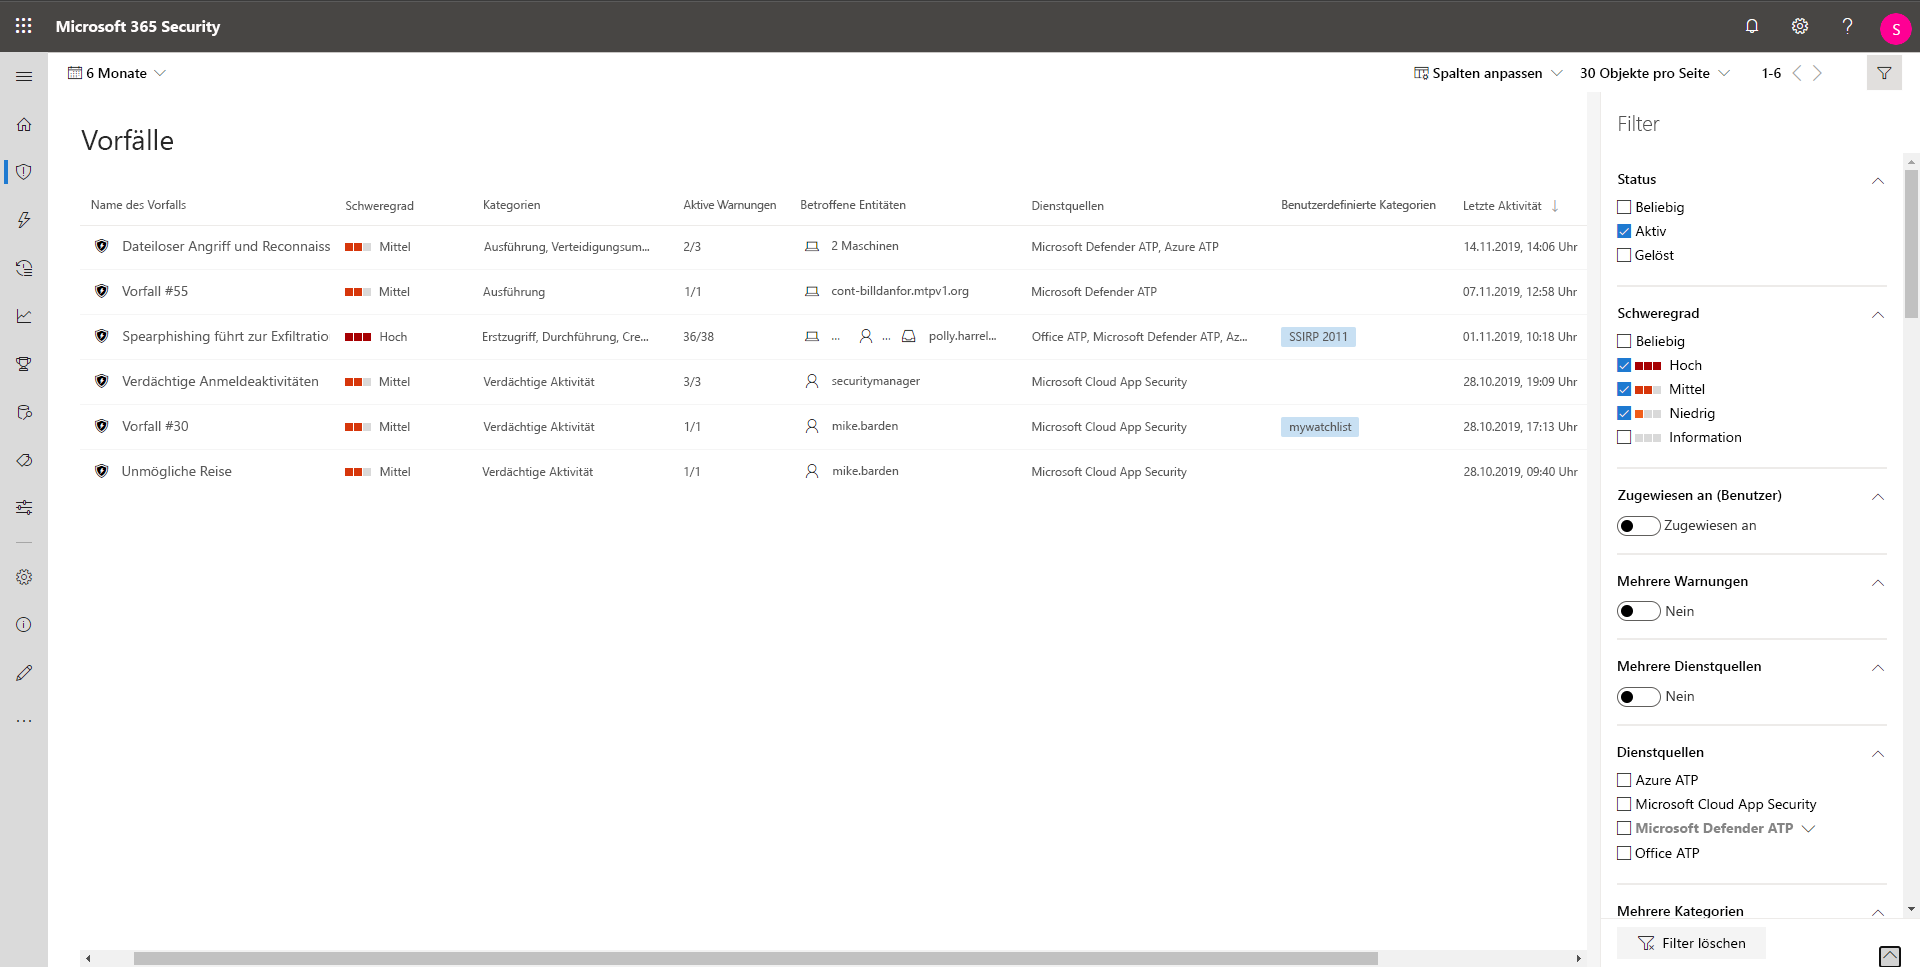 Microsoft 365 Security
S
6 Monate
Spalten anpassen
30 Objekte pro Seite
1-6
Vorfälle
Name des Vorfalls Schweregrad Kategorien Aktive Warnungen Betroffene Entitäten Dienstquellen Benutzerdefinierte Kategorien Letzte Aktivität
Dateiloser Angriff und Reconnaiss Mittel Ausführung, Verteidigungsum... 2/3 2 Maschinen Microsoft Defender ATP, Azure ATP 14.11.2019, 14:06 Uhr
Vorfall #55 Mittel Ausführung 1/1 cont-billdanfor.mtpv1.org Microsoft Defender ATP 07.11.2019, 12:58 Uhr
Spearphishing führt zur Exfiltratio Hoch Erstzugriff, Durchführung, Cre... 36/38 ... ... polly.harrel... Office ATP, Microsoft Defender ATP, Az... SSIRP 2011 01.11.2019, 10:18 Uhr
Verdächtige Anmeldeaktivitäten Mittel Verdächtige Aktivität 3/3 securitymanager Microsoft Cloud App Security 28.10.2019, 19:09 Uhr
Vorfall #30 Mittel Verdächtige Aktivität 1/1 mike.barden Microsoft Cloud App Security mywatchlist 28.10.2019, 17:13 Uhr
Unmögliche Reise Mittel Verdächtige Aktivität 1/1 mike.barden Microsoft Cloud App Security 28.10.2019, 09:40 Uhr
Filter
Status
Beliebig
Aktiv
Gelöst
Schweregrad
Beliebig
Hoch
Mittel
Niedrig
Information
Zugewiesen an (Benutzer)
Zugewiesen an
Mehrere Warnungen
Nein
Mehrere Dienstquellen
Nein
Dienstquellen
Azure ATP
Microsoft Cloud App Security
Microsoft Defender ATP
Office ATP
Mehrere Kategorien
Filter löschen